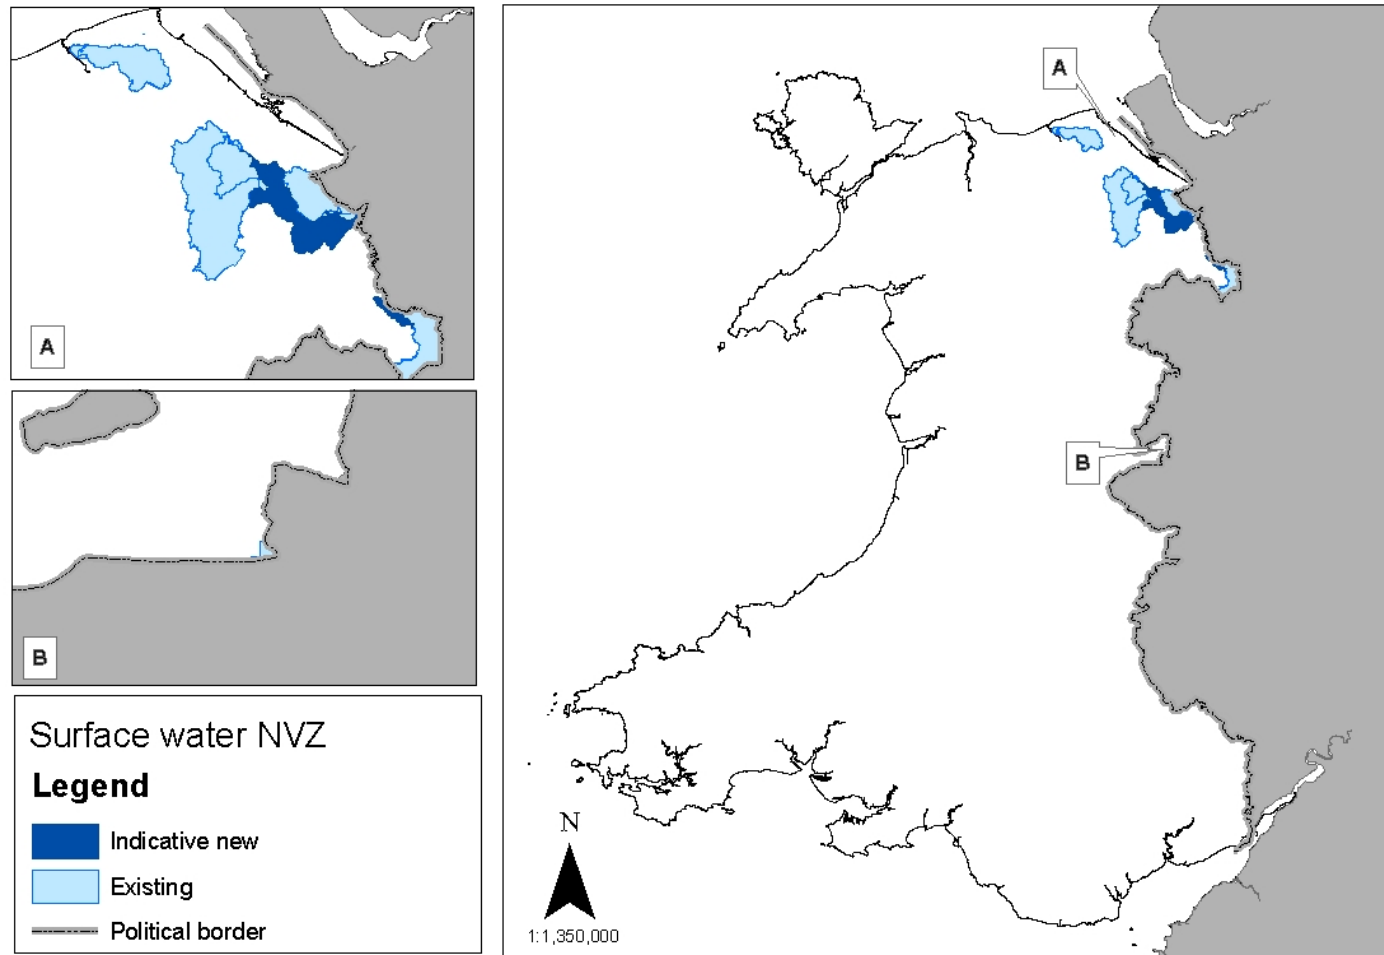 A
B
Surface water NVZ
Legend
Indicative new
Existing
Political border
A
B
N
1:1,350,000